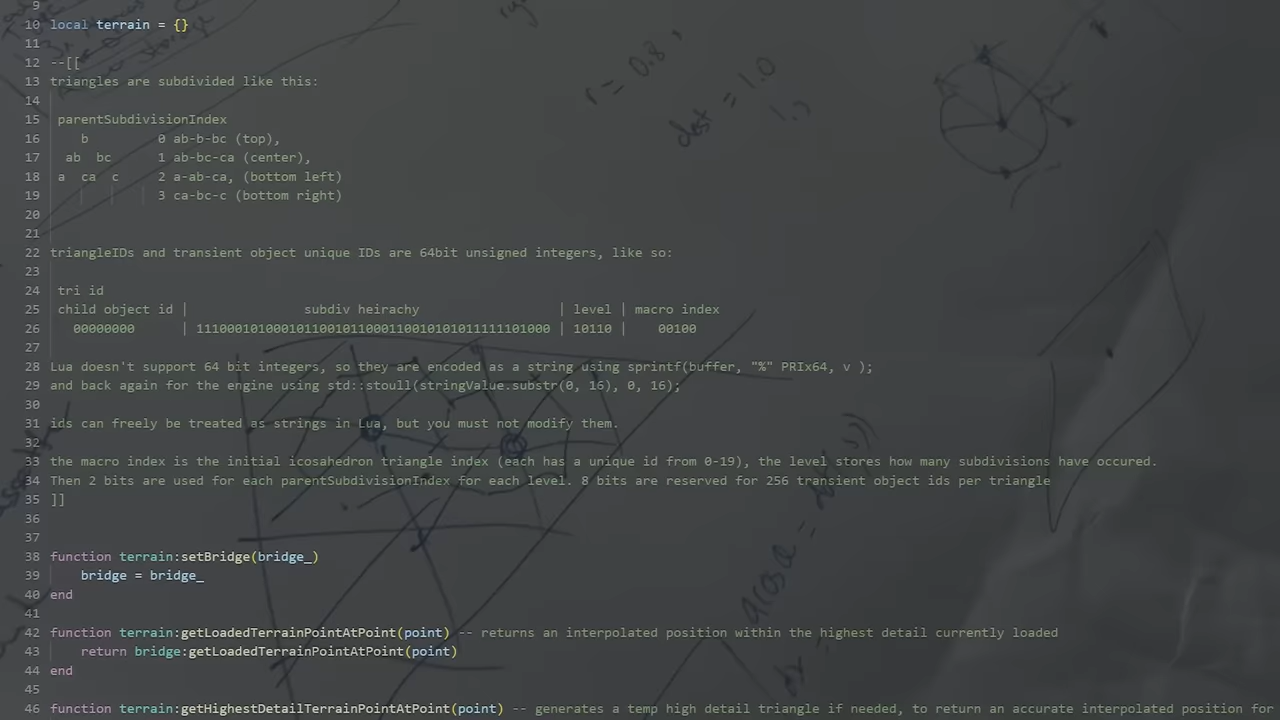 9
10 local terrain = {}
11
12 --[[
13 triangles are subdivided like this:
14
15 parentSubdivisionIndex
16 b 0 ab-b-bc (top),
17 ab bc 1 ab-bc-ca (center),
18 a ca c 2 a-ab-ca, (bottom left)
19 3 ca-bc-c (bottom right)
20
21
22 triangleIDs and transient object unique IDs are 64bit unsigned integers, like so:
23
24 tri id
25 child object id | subdiv heirachy | level | macro index
26 00000000 | 1110001010001011001011000110010101011111101000 | 10110 | 00100
27
28 Lua doesn't support 64 bit integers, so they are encoded as a string using sprintf(buffer, "%" PRIx64, v );
29 and back again for the engine using std::stoull(stringValue.substr(0, 16), 0, 16);
30
31 ids can freely be treated as strings in Lua, but you must not modify them.
32
33 the macro index is the initial icosahedron triangle index (each has a unique id from 0-19), the level stores how many subdivisions have occured.
34 Then 2 bits are used for each parentSubdivisionIndex for each level. 8 bits are reserved for 256 transient object ids per triangle
35 ]]
36
37
38 function terrain:setBridge(bridge_)
39 bridge = bridge_
40 end
41
42 function terrain:getLoadedTerrainPointAtPoint(point) -- returns an interpolated position within the highest detail currently loaded
43 return bridge:getLoadedTerrainPointAtPoint(point)
44 end
45
46 function terrain:getHighestDetailTerrainPointAtPoint(point) -- generates a temp high detail triangle if needed, to return an accurate interpolated position for
r = 0.8,
dest = 1.0